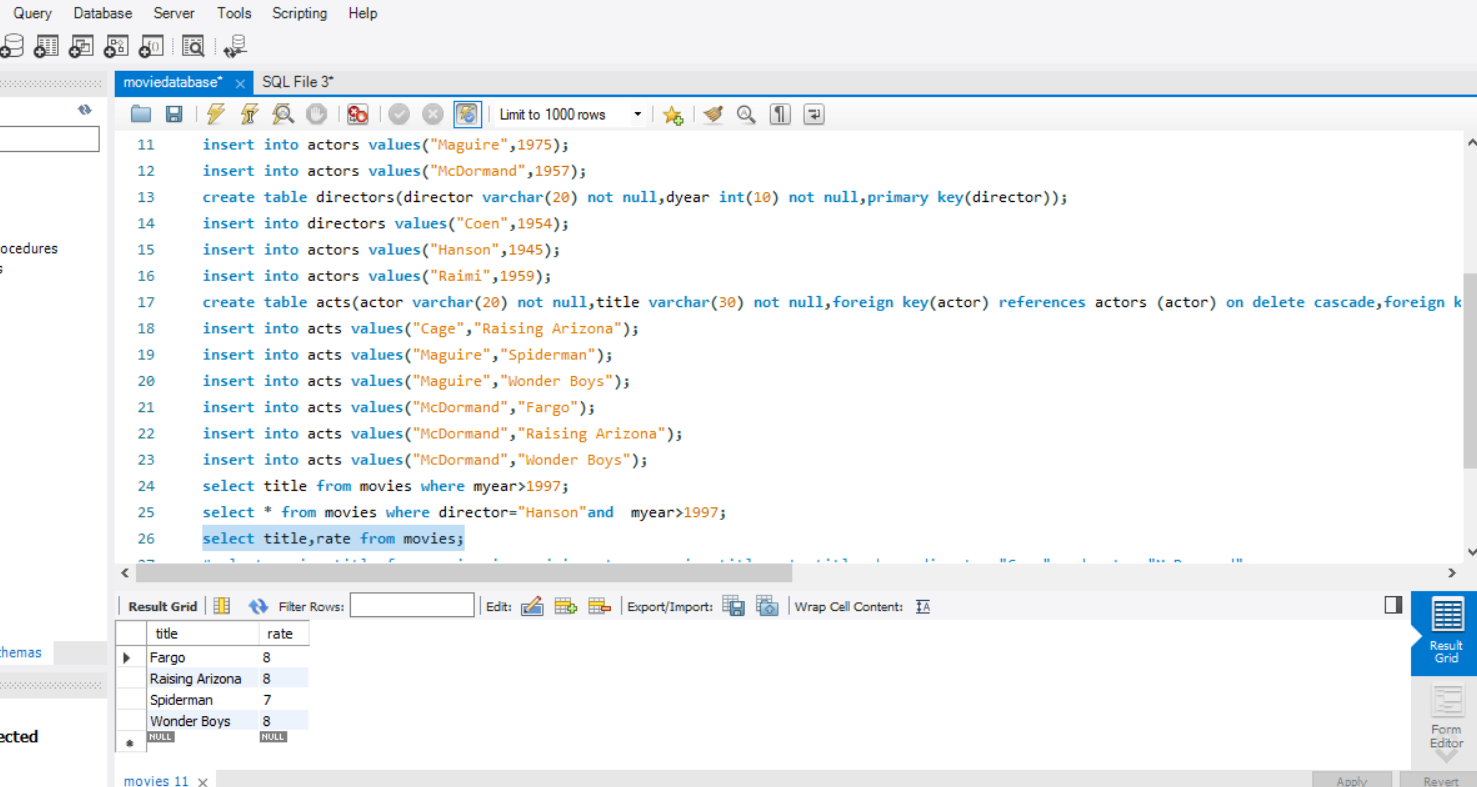 Query Database Server Tools Scripting Help
moviedatabase* SQL File 3*
Limit to 1000 rows
11 insert into actors values("Maguire",1975);
12 insert into actors values("McDormand",1957);
13 create table directors(director varchar(20) not null,dyear int(10) not null,primary key(director));
14 insert into directors values("Coen",1954);
15 insert into actors values("Hanson",1945);
16 insert into actors values("Raimi",1959);
17 create table acts(actor varchar(20) not null,title varchar(30) not null,foreign key(actor) references actors (actor) on delete cascade,foreign k
18 insert into acts values("Cage","Raising Arizona");
19 insert into acts values("Maguire","Spiderman");
20 insert into acts values("Maguire","Wonder Boys");
21 insert into acts values("McDormand","Fargo");
22 insert into acts values("McDormand","Raising Arizona");
23 insert into acts values("McDormand","Wonder Boys");
24 select title from movies where myear>1997;
25 select * from movies where director="Hanson"and  myear>1997;
26 select title,rate from movies;
ocedures
s
hemas
ected
Result Grid Filter Rows: Edit: Export/Import: Wrap Cell Content:
title rate
Fargo 8
Raising Arizona 8
Spiderman 7
Wonder Boys 8
NULL NULL
Result
Grid
Form
Editor
movies 11
Apply Revert